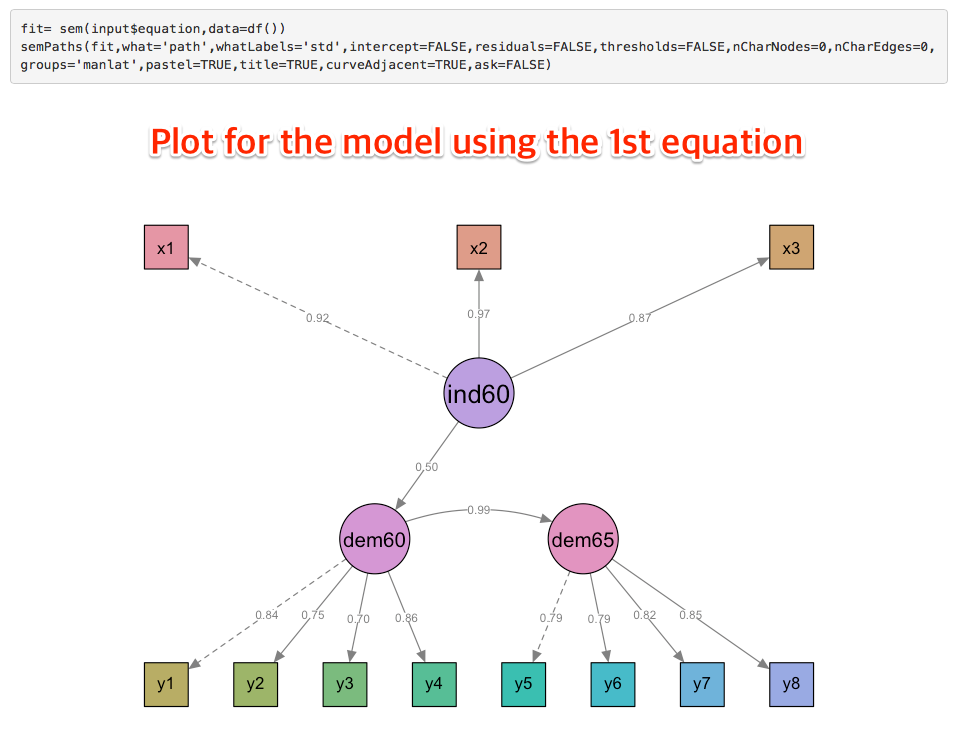 fit= sem(input$equation,data=df())
semPaths(fit,what='path',whatLabels='std',intercept=FALSE,residuals=FALSE,thresholds=FALSE,nCharNodes=0,nCharEdges=0,
groups='manlat',pastel=TRUE,title=TRUE,curveAdjacent=TRUE,ask=FALSE)
Plot for the model using the 1st equation
x1 x2 x3
0.92 0.97 0.87
ind60
0.50
0.99
dem60 dem65
0.84 0.75 0.70 0.86 0.79 0.79 0.82 0.85
y1 y2 y3 y4 y5 y6 y7 y8